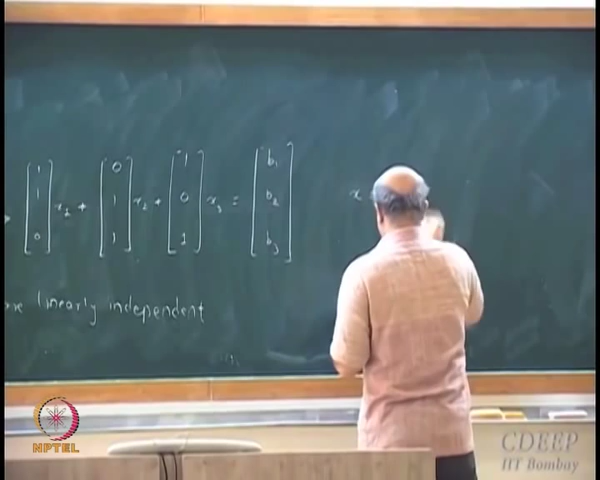 [1 1 0] x₂ + [0 1 1] x₂ + [-1 0 1] x₃ = [b₁ b₂ b₃] x
linearly independent
NPTEL
CDEEP
IIT Bombay